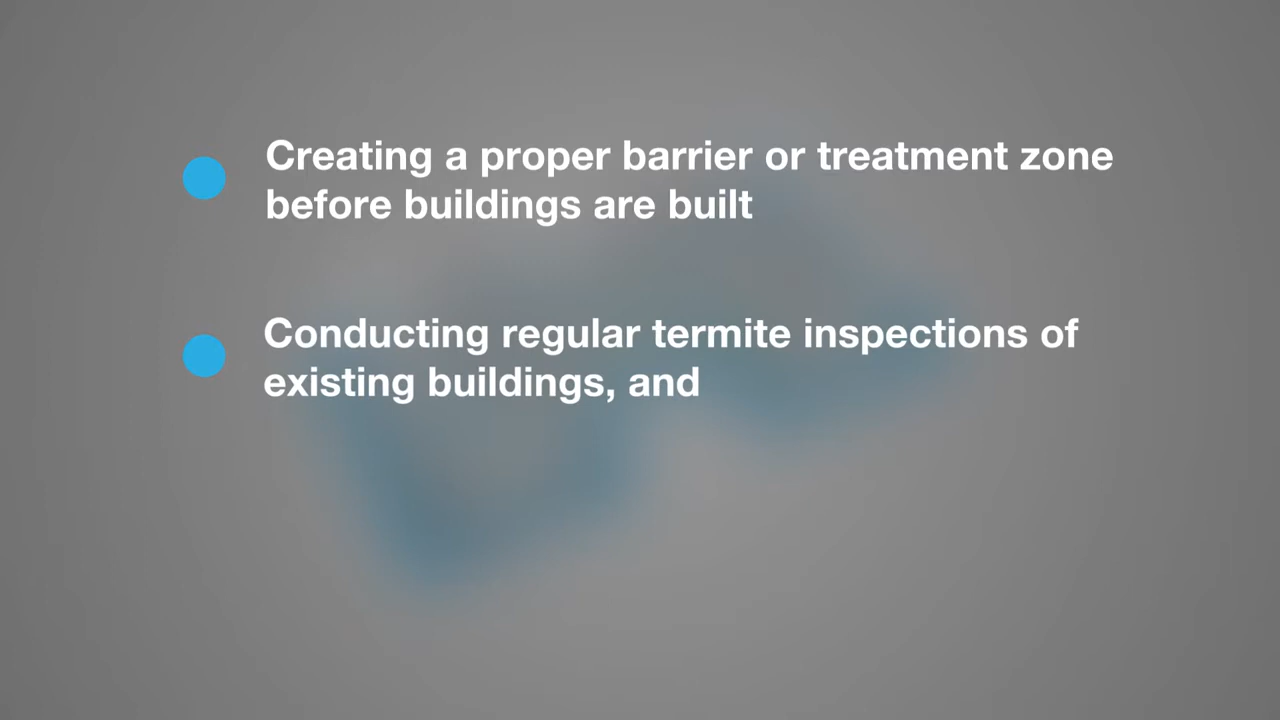 Creating a proper barrier or treatment zone
before buildings are built
Conducting regular termite inspections of
existing buildings, and